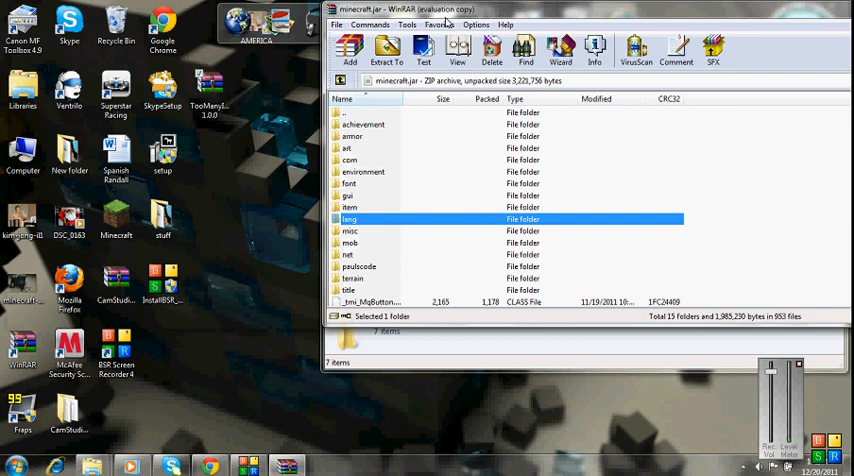 Canon MF Toolbox 4.9
Skype
Recycle Bin
Google Chrome
AMERICA
Libraries
Ventrilo
Superstar Racing
SkypeSetup
TooManyI... 1.0.0
Computer
New folder
Spanish Randall
setup
kim-jong-il1
DSC_0163
Minecraft
stuff
minecraft-...
Mozilla Firefox
CamStudi...
InstallBSR_...
WinRAR
McAfee Security Sc...
BSR Screen Recorder 4
Fraps
CamStudi...
minecraft.jar - WinRAR (evaluation copy)
File Commands Tools Favorites Options Help
Add Extract To Test View Delete Find Wizard Info VirusScan Comment SFX
minecraft.jar - ZIP archive, unpacked size 3,221,756 bytes
Name Size Packed Type Modified CRC32
.. File folder
achievement File folder
armor File folder
art File folder
com File folder
environment File folder
font File folder
gui File folder
item File folder
lang File folder
misc File folder
mob File folder
net File folder
paulscode File folder
terrain File folder
title File folder
_tmi_MgButton.... 2,165 1,178 CLASS File 11/19/2011 10:... 1FC24409
Selected 1 folder Total 15 folders and 1,985,230 bytes in 953 files
7 items
7 items
Rec. Vol
Level Meter
B S R
12/20/2011